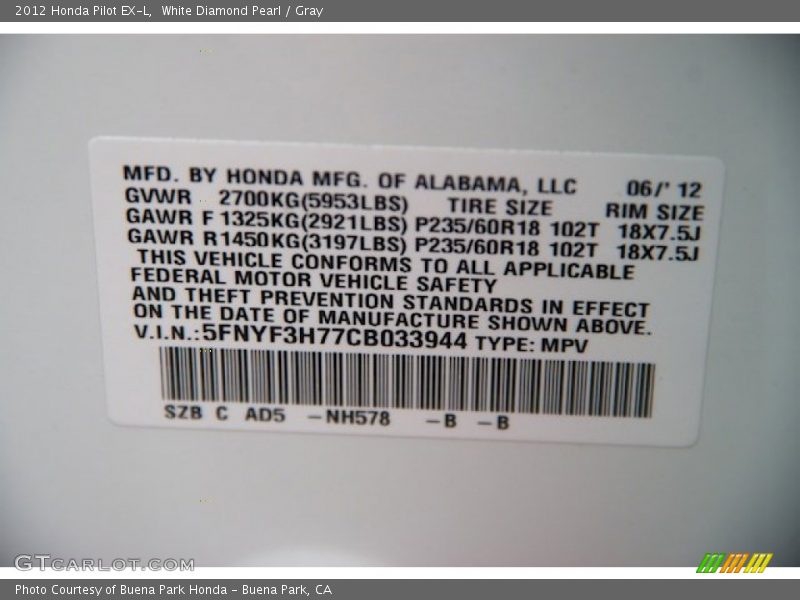 2012 Honda Pilot EX-L, White Diamond Pearl / Gray
MFD. BY HONDA MFG. OF ALABAMA, LLC 06/' 12
GVWR 2700KG(5953LBS) TIRE SIZE RIM SIZE
GAWR F 1325KG(2921LBS) P235/60R18 102T 18X7.5J
GAWR R1450KG(3197LBS) P235/60R18 102T 18X7.5J
THIS VEHICLE CONFORMS TO ALL APPLICABLE
FEDERAL MOTOR VEHICLE SAFETY
AND THEFT PREVENTION STANDARDS IN EFFECT
ON THE DATE OF MANUFACTURE SHOWN ABOVE.
V.I.N.:5FNYF3H77CB033944 TYPE: MPV
SZB C AD5 -NH578 -B -B
GTCARLOT.COM
Photo Courtesy of Buena Park Honda - Buena Park, CA